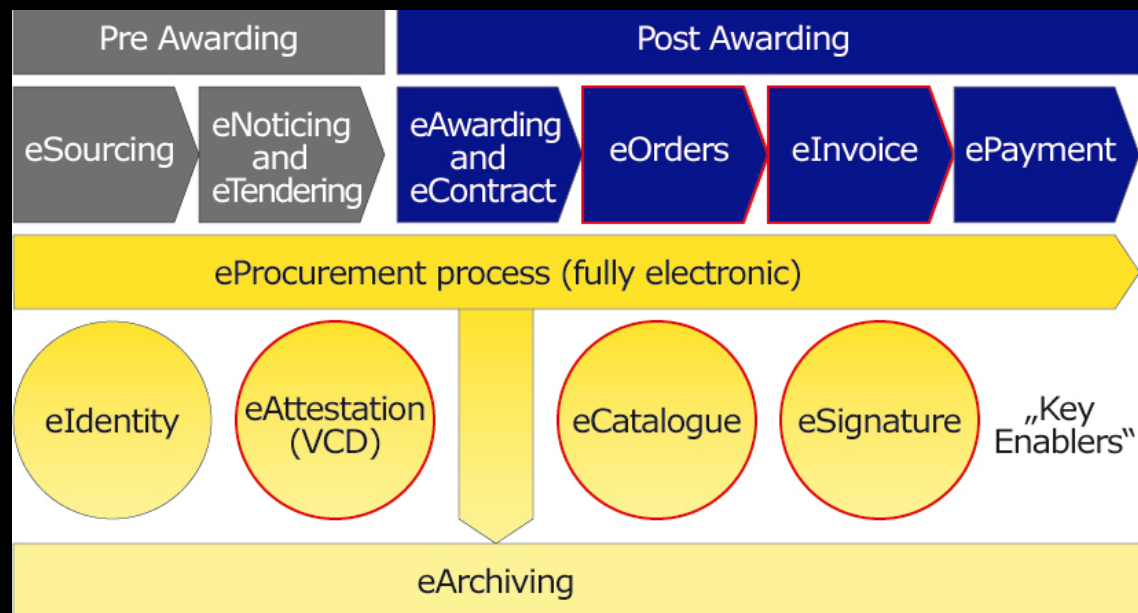 Pre Awarding
Post Awarding
eSourcing
eNoticing
and
eTendering
eAwarding
and
eContract
eOrders
eInvoice
ePayment
eProcurement process (fully electronic)
eIdentity
eAttestation
(VCD)
eCatalogue
eSignature
„Key
Enablers“
eArchiving